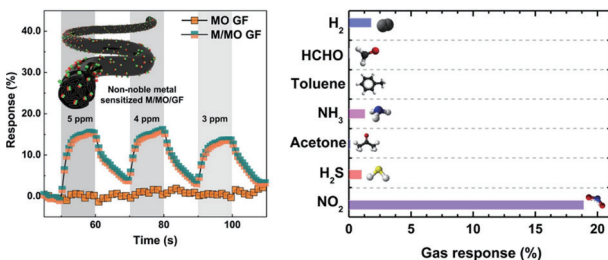 MO GF
M/MO GF
Non-noble metal
sensitized M/MO/GF
5 ppm
4 ppm
3 ppm
Response (%)
40.0
35.0
30.0
25.0
20.0
15.0
10.0
5.0
0.0
60
80
100
Time (s)
H₂
HCHO
Toluene
NH₃
Acetone
H₂S
NO₂
0
5
10
15
20
Gas response (%)